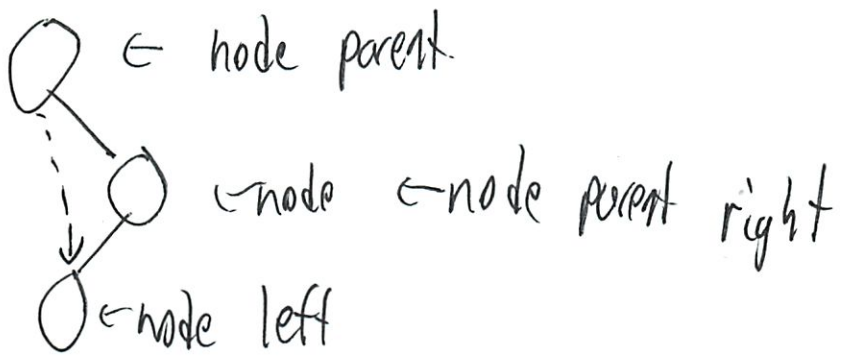 ← node parent.
← node ← node parent right
← node left